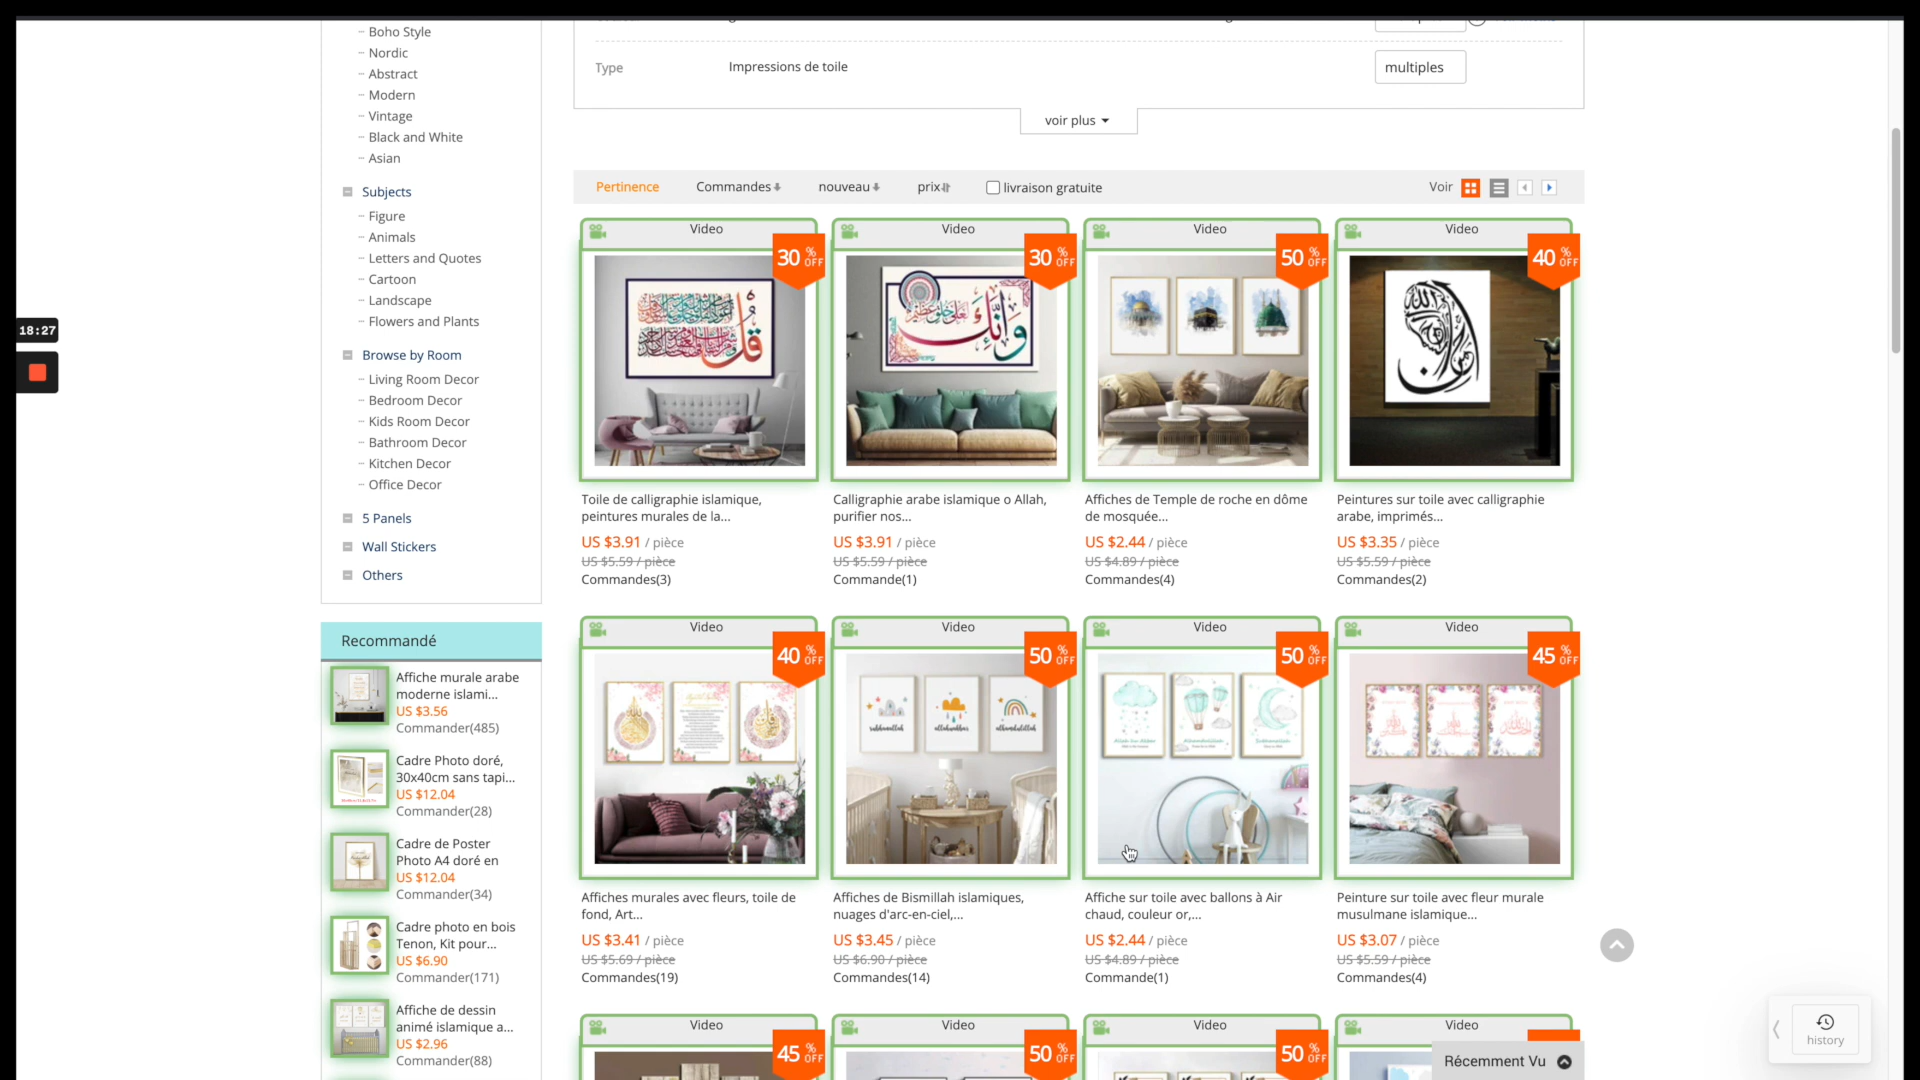 Boho Style
Nordic
Abstract
Modern
Vintage
Black and White
Asian
Subjects
Figure
Animals
Letters and Quotes
Cartoon
Landscape
Flowers and Plants
Browse by Room
Living Room Decor
Bedroom Decor
Kids Room Decor
Bathroom Decor
Kitchen Decor
Office Decor
5 Panels
Wall Stickers
Others
18:27
Recommandé
Affiche murale arabe
moderne islami...
US $3.56
Commander(485)
Cadre Photo doré,
30x40cm sans tapi...
US $12.04
Commander(28)
Cadre de Poster
Photo A4 doré en
US $12.04
Commander(34)
Cadre photo en bois
Tenon, Kit pour...
US $6.90
Commander(171)
Affiche de dessin
animé islamique a...
US $2.96
Commander(88)
Type Impressions de toile multiples
voir plus
Pertinence Commandes nouveau prix livraison gratuite Voir
Video Video Video Video
30 % OFF 30 % OFF 50 % OFF 40 % OFF
Toile de calligraphie islamique,
peintures murales de la...
US $3.91 / pièce
US $5.59 / pièce
Commandes(3)
Calligraphie arabe islamique o Allah,
purifier nos...
US $3.91 / pièce
US $5.59 / pièce
Commande(1)
Affiches de Temple de roche en dôme
de mosquée...
US $2.44 / pièce
US $4.89 / pièce
Commandes(4)
Peintures sur toile avec calligraphie
arabe, imprimés...
US $3.35 / pièce
US $5.59 / pièce
Commandes(2)
Video Video Video Video
40 % OFF 50 % OFF 50 % OFF 45 % OFF
subhanallah allahuakbar alhamdulillah
Affiches murales avec fleurs, toile de
fond, Art...
US $3.41 / pièce
US $5.69 / pièce
Commandes(19)
Affiches de Bismillah islamiques,
nuages d'arc-en-ciel,...
US $3.45 / pièce
US $6.90 / pièce
Commandes(14)
Affiche sur toile avec ballons à Air
chaud, couleur or,...
US $2.44 / pièce
US $4.89 / pièce
Commande(1)
Peinture sur toile avec fleur murale
musulmane islamique...
US $3.07 / pièce
US $5.59 / pièce
Commandes(4)
Video Video Video Video
45 % OFF 50 % OFF 50 % OFF
Récemment Vu
history